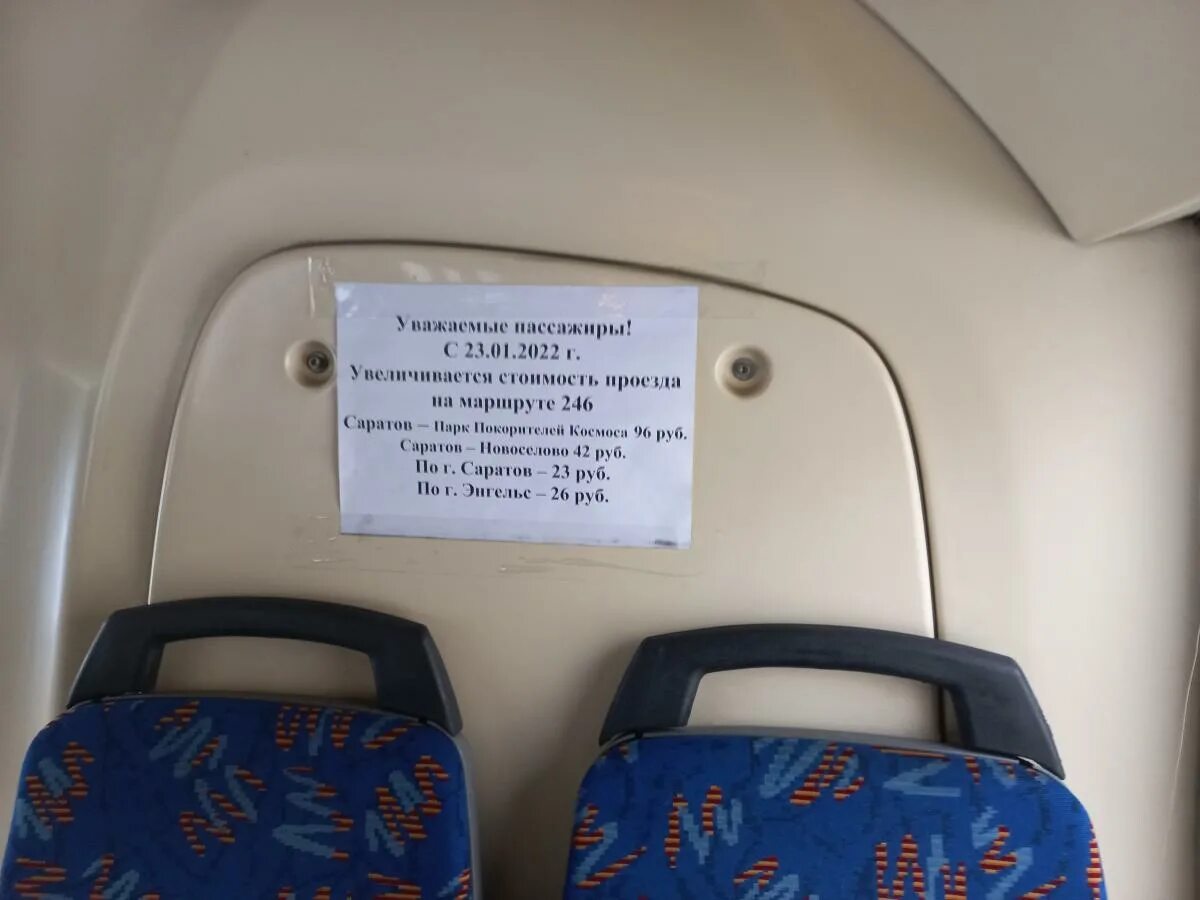 Уважаемые пассажиры!
С 23.01.2022 г.
Увеличивается стоимость проезда
на маршруте 246
Саратов – Парк Покорителей Космоса 96 руб.
Саратов – Новоселово 42 руб.
По г. Саратов – 23 руб.
По г. Энгельс – 26 руб.